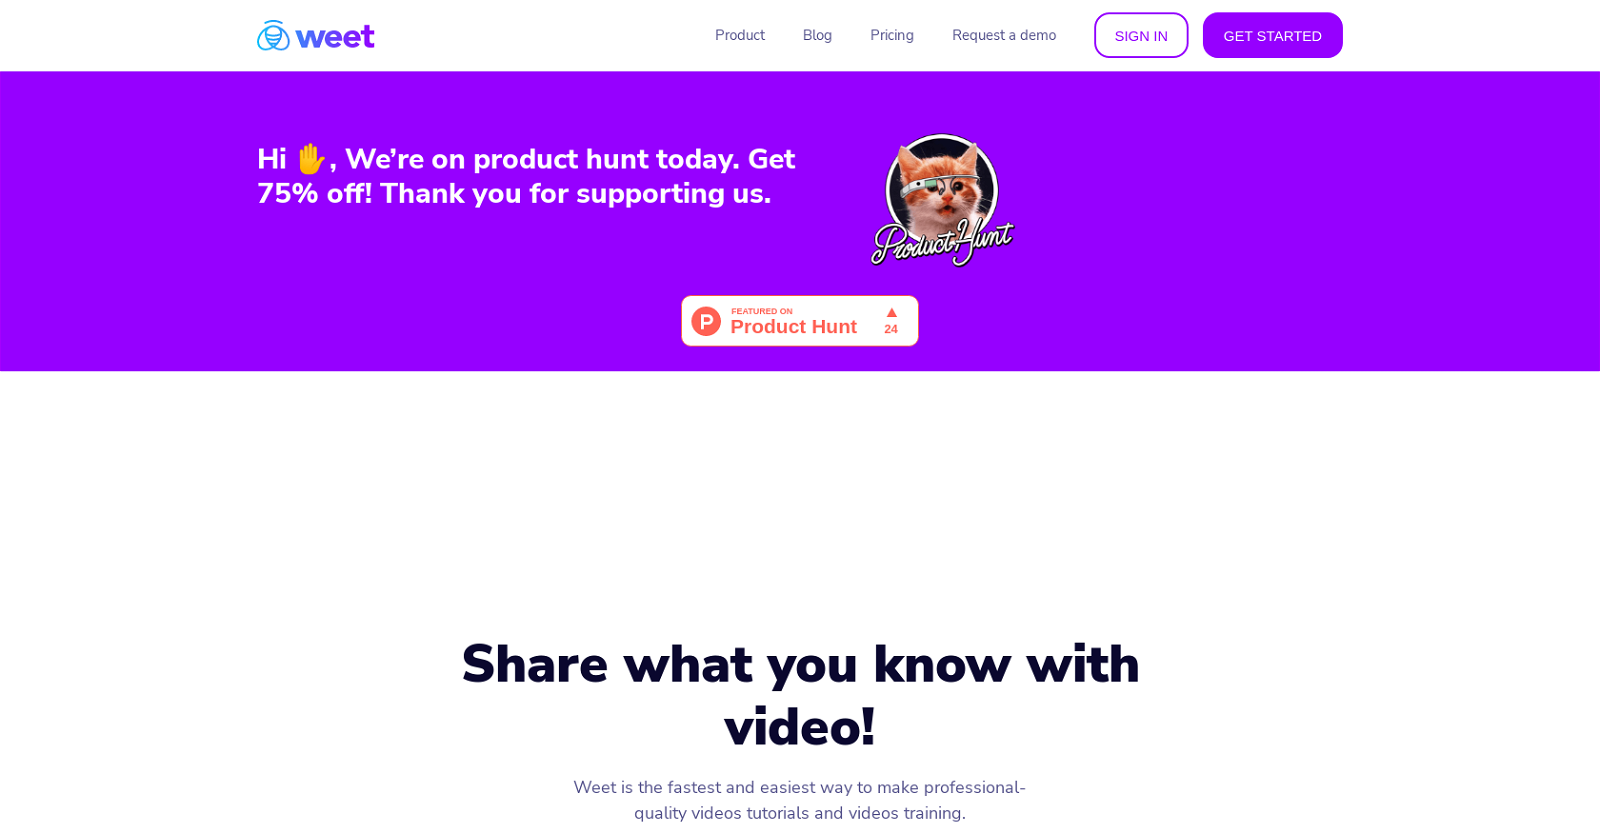 weet
Product
Blog
Pricing
Request a demo
SIGN IN
GET STARTED
Hi ✋, We’re on product hunt today. Get
75% off! Thank you for supporting us.
Product Hunt
FEATURED ON
Product Hunt
24
Share what you know with
video!
Weet is the fastest and easiest way to make professional-
quality videos tutorials and videos training.